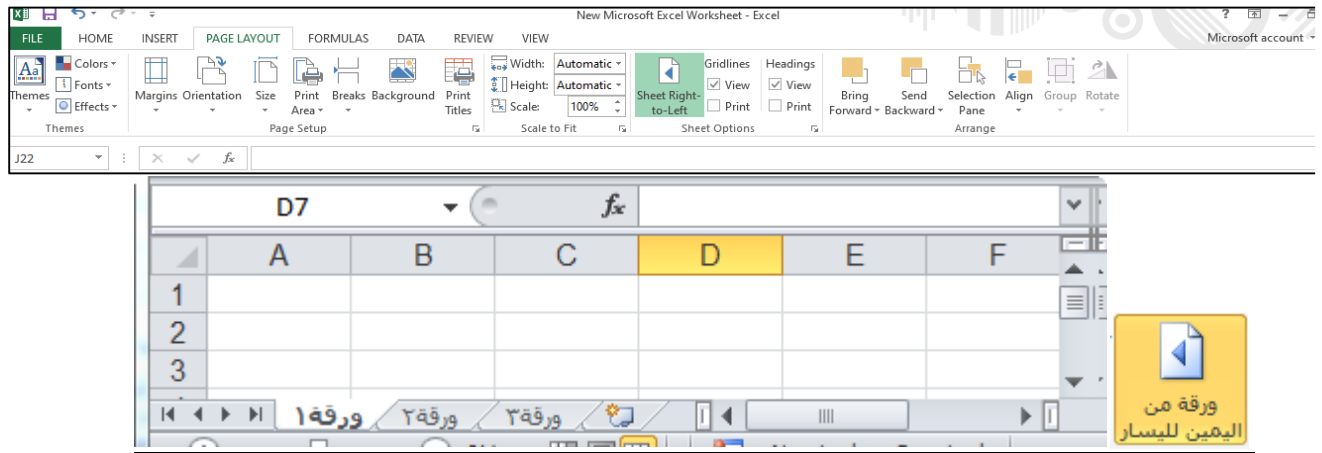 New Microsoft Excel Worksheet - Excel
FILE HOME INSERT PAGE LAYOUT FORMULAS DATA REVIEW VIEW Microsoft account
Themes
Colors
Fonts
Effects
Themes
Margins Orientation Size Print Area Breaks Background Print Titles
Page Setup
Width: Automatic
Height: Automatic
Scale: 100%
Scale to Fit
Sheet Right-to-Left
Gridlines
View
Print
Headings
View
Print
Sheet Options
Bring Forward Send Backward Selection Pane Align Group Rotate
Arrange
J22 fx
D7 fx
A B C D E F
1
2
3
ورقة١ ورقة٢ ورقة٣
ورقة من
اليمين لليسار